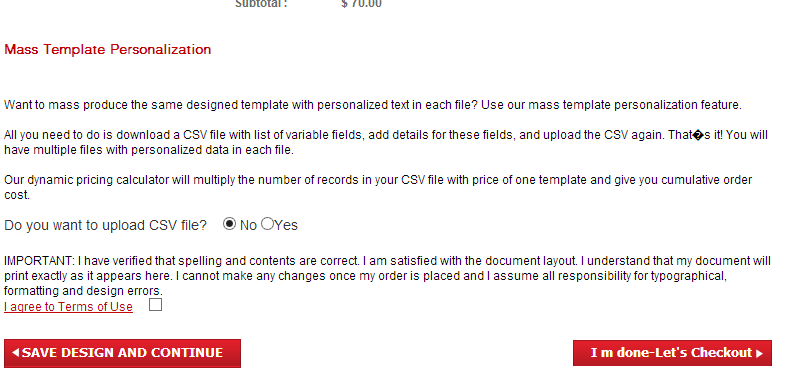 Subtotal : $ 70.00
Mass Template Personalization
Want to mass produce the same designed template with personalized text in each file? Use our mass template personalization feature.
All you need to do is download a CSV file with list of variable fields, add details for these fields, and upload the CSV again. That�s it! You will
have multiple files with personalized data in each file.
Our dynamic pricing calculator will multiply the number of records in your CSV file with price of one template and give you cumulative order
cost.
Do you want to upload CSV file? No Yes
IMPORTANT: I have verified that spelling and contents are correct. I am satisfied with the document layout. I understand that my document will
print exactly as it appears here. I cannot make any changes once my order is placed and I assume all responsibility for typographical,
formatting and design errors.
I agree to Terms of Use
SAVE DESIGN AND CONTINUE I m done-Let's Checkout